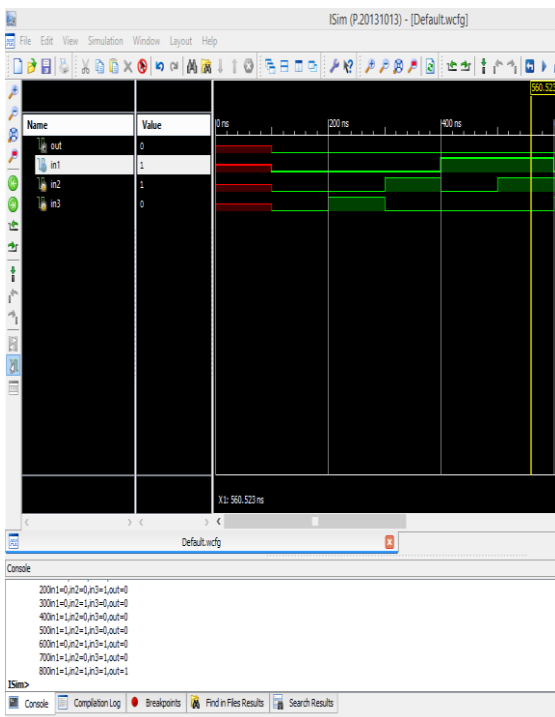 ISim (P.20131013) - [Default.wcfg]
File Edit View Simulation Window Layout Help
560.523
Name Value
0 ns 200 ns 400 ns
out 0
in1 1
in2 1
in3 0
X1: 560.523 ns
Default.wcfg
Console
200in1=0,in2=0,in3=1,out=0
300in1=0,in2=1,in3=0,out=0
400in1=1,in2=0,in3=0,out=0
500in1=1,in2=1,in3=0,out=0
600in1=0,in2=1,in3=1,out=0
700in1=1,in2=0,in3=1,out=0
800in1=1,in2=1,in3=1,out=1
ISim>
Console Compilation Log Breakpoints Find in Files Results Search Results